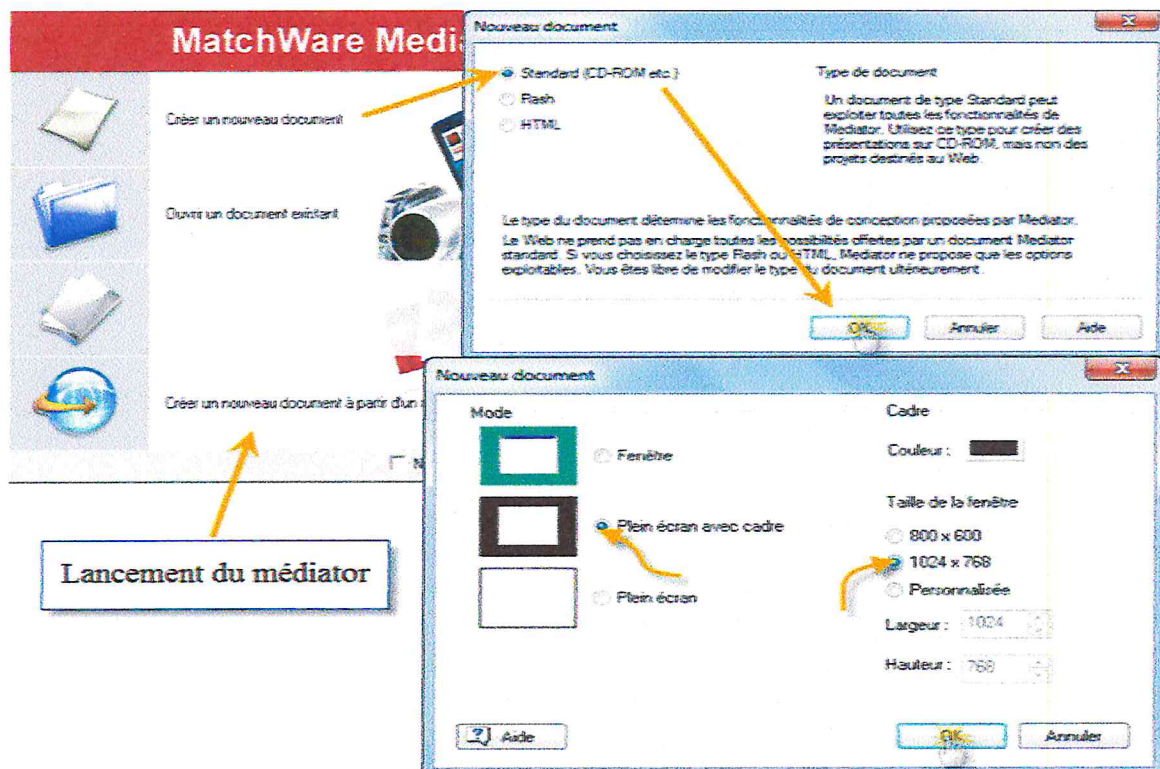 MatchWare Medi
Créer un nouveau document
Ouvrir un document existant
Créer un nouveau document à partir d'un
N
Lancement du médiator
Nouveau document
Standard (CD-ROM etc.)
Flash
HTML
Type de document
Un document de type Standard peut
exploiter toutes les fonctionnalités de
Mediator. Utilisez ce type pour créer des
présentations sur CD-ROM, mais non des
projets destinés au Web.
Le type du document détermine les fonctionnalités de conception proposées par Mediator.
Le Web ne prend pas en charge toutes les possibilités offertes par un document Mediator
standard. Si vous choisissez le type Flash ou HTML, Mediator ne propose que les options
exploitables. Vous êtes libre de modifier le type du document ultérieurement.
OK
Annuler
Aide
Nouveau document
Mode
Fenêtre
Plein écran avec cadre
Plein écran
Cadre
Couleur :
Taille de la fenêtre
800 x 600
1024 x 768
Personnalisée
Largeur : 1024
Hauteur : 768
Aide
OK
Annuler